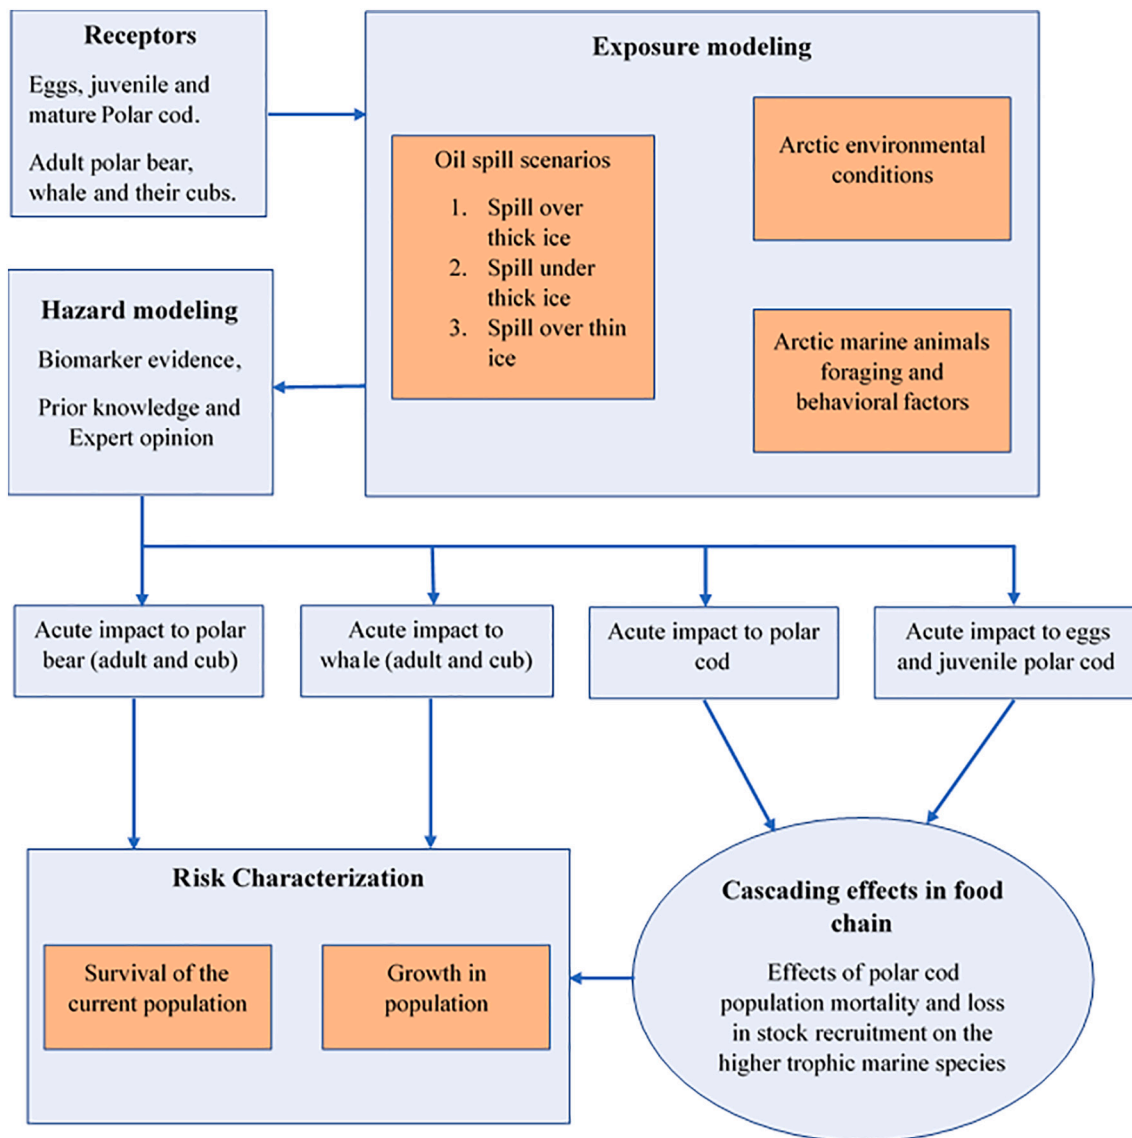 Receptors
Eggs, juvenile and
mature Polar cod.
Adult polar bear,
whale and their cubs.
Exposure modeling
Oil spill scenarios
1. Spill over
thick ice
2. Spill under
thick ice
3. Spill over thin
ice
Arctic environmental
conditions
Arctic marine animals
foraging and
behavioral factors
Hazard modeling
Biomarker evidence,
Prior knowledge and
Expert opinion
Acute impact to polar
bear (adult and cub)
Acute impact to
whale (adult and cub)
Acute impact to polar
cod
Acute impact to eggs
and juvenile polar cod
Risk Characterization
Survival of the
current population
Growth in
population
Cascading effects in food
chain
Effects of polar cod
population mortality and loss
in stock recruitment on the
higher trophic marine species